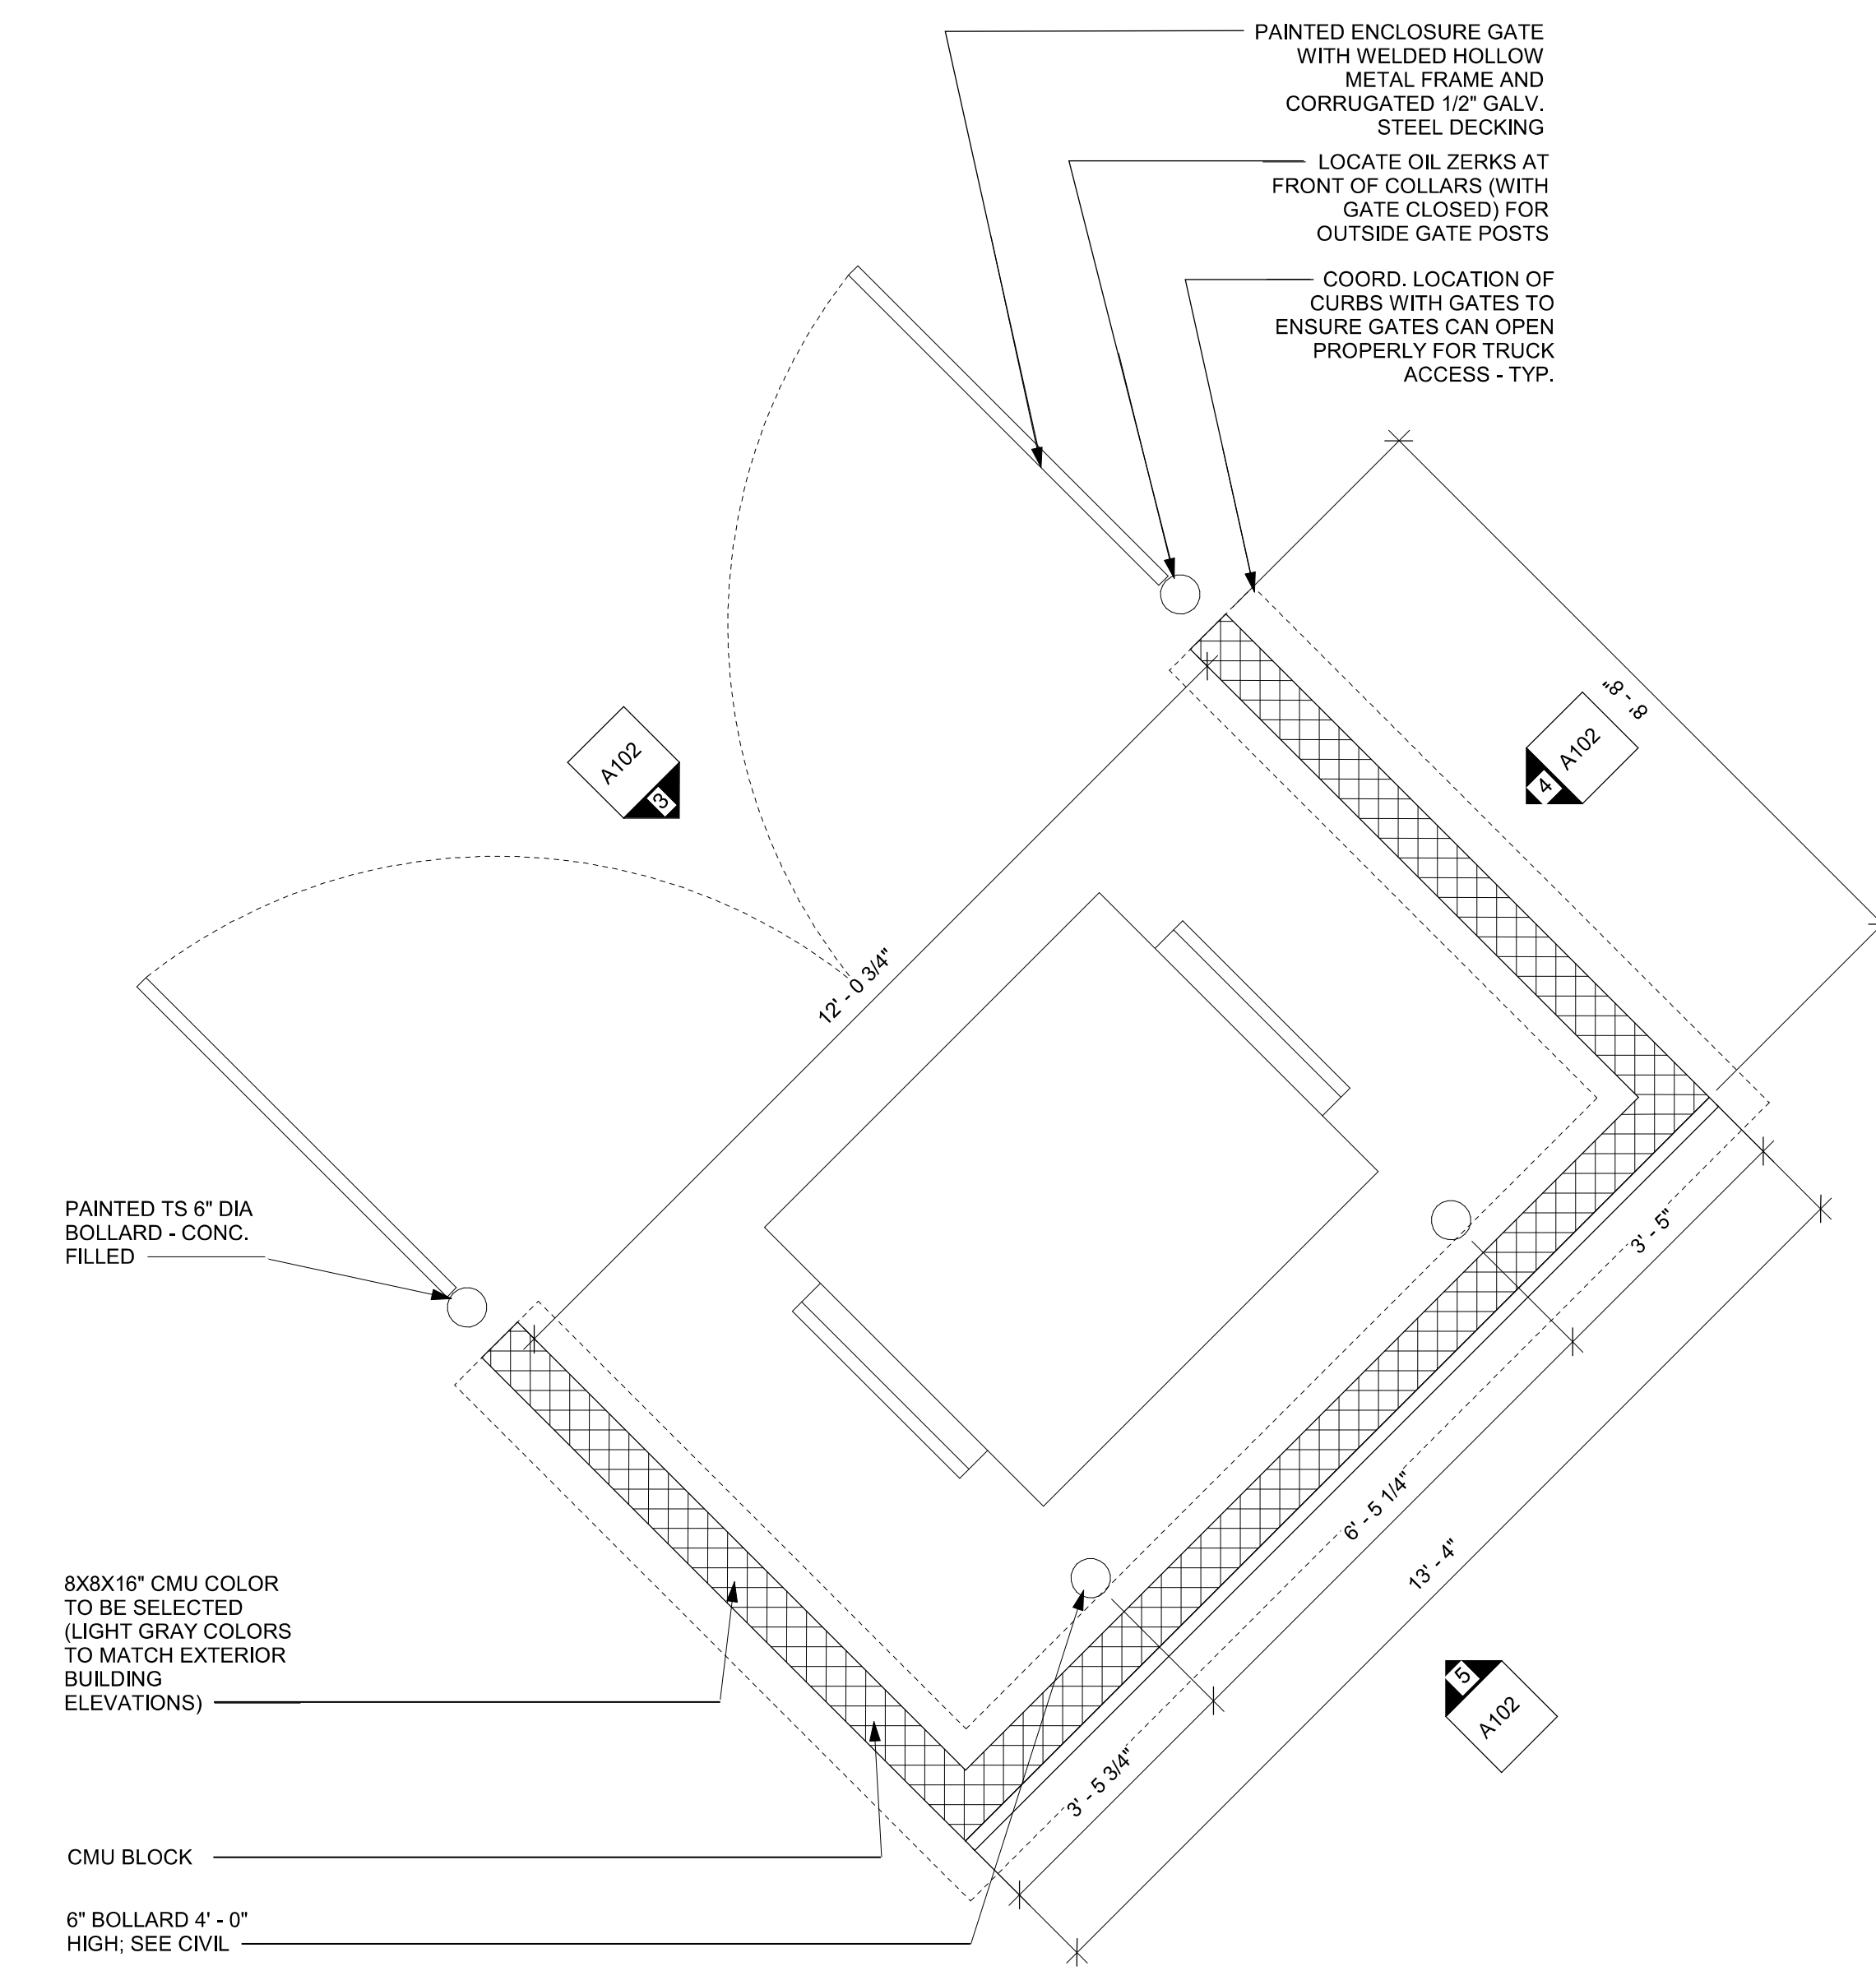 PAINTED ENCLOSURE GATE
WITH WELDED HOLLOW
METAL FRAME AND
CORRUGATED 1/2" GALV.
STEEL DECKING
LOCATE OIL ZERKS AT
FRONT OF COLLARS (WITH
GATE CLOSED) FOR
OUTSIDE GATE POSTS
COORD. LOCATION OF
CURBS WITH GATES TO
ENSURE GATES CAN OPEN
PROPERLY FOR TRUCK
ACCESS - TYP.
8' - 8"
A102
3
A102
4
12' - 0 3/4"
PAINTED TS 6" DIA
BOLLARD - CONC.
FILLED
3' - 5"
6' - 5 1/4"
13' - 4"
8X8X16" CMU COLOR
TO BE SELECTED
(LIGHT GRAY COLORS
TO MATCH EXTERIOR
BUILDING
ELEVATIONS)
5
A102
3' - 5 3/4"
CMU BLOCK
6" BOLLARD 4' - 0"
HIGH; SEE CIVIL